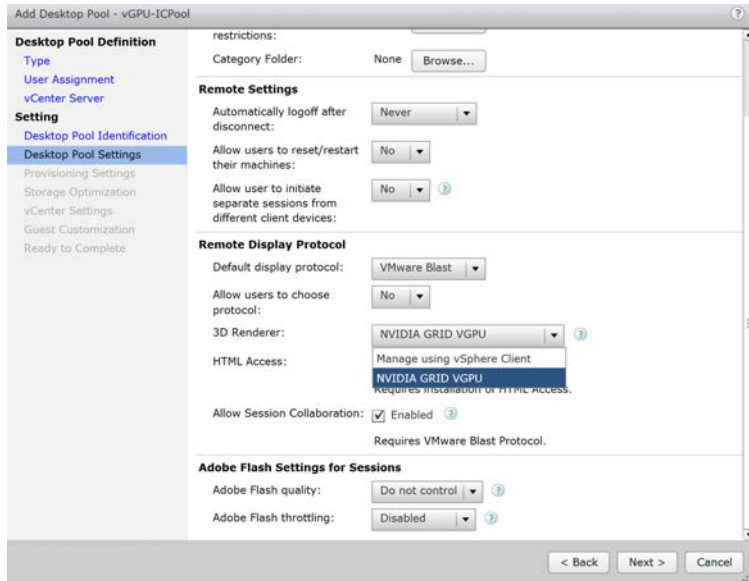 Add Desktop Pool - vGPU-ICPool
?
Desktop Pool Definition
Type
User Assignment
vCenter Server
Setting
Desktop Pool Identification
Desktop Pool Settings
Provisioning Settings
Storage Optimization
vCenter Settings
Guest Customization
Ready to Complete
restrictions:
Category Folder: None Browse...
Remote Settings
Automatically logoff after
disconnect:
Never
Allow users to reset/restart
their machines:
No
Allow user to initiate
separate sessions from
different client devices:
No ?
Remote Display Protocol
Default display protocol: VMware Blast
Allow users to choose
protocol:
No
3D Renderer: NVIDIA GRID VGPU ?
Manage using vSphere Client
HTML Access:
NVIDIA GRID VGPU
Requires installation of HTML Access.
Allow Session Collaboration: Enabled ?
Requires VMware Blast Protocol.
Adobe Flash Settings for Sessions
Adobe Flash quality: Do not control ?
Adobe Flash throttling: Disabled ?
< Back Next > Cancel